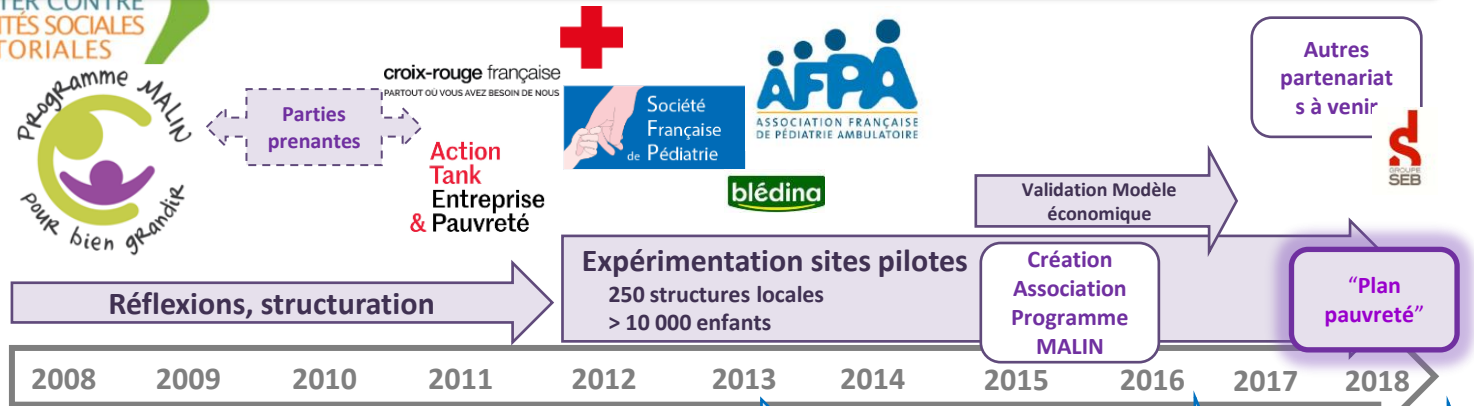 TER CONTRE
ITÉS SOCIALES
TORIALES
Programme MALIN
pour bien grandir
Parties
prenantes
croix-rouge française
PARTOUT OÙ VOUS AVEZ BESOIN DE NOUS
Action
Tank
Entreprise
& Pauvreté
Société
Française
de Pédiatrie
AFPA
ASSOCIATION FRANÇAISE
DE PÉDIATRIE AMBULATOIRE
blédina
Autres
partenariat
s à venir
GROUPE
SEB
Validation Modèle
économique
Réflexions, structuration
Expérimentation sites pilotes
250 structures locales
> 10 000 enfants
Création
Association
Programme
MALIN
“Plan
pauvreté”
2008 2009 2010 2011 2012 2013 2014 2015 2016 2017 2018